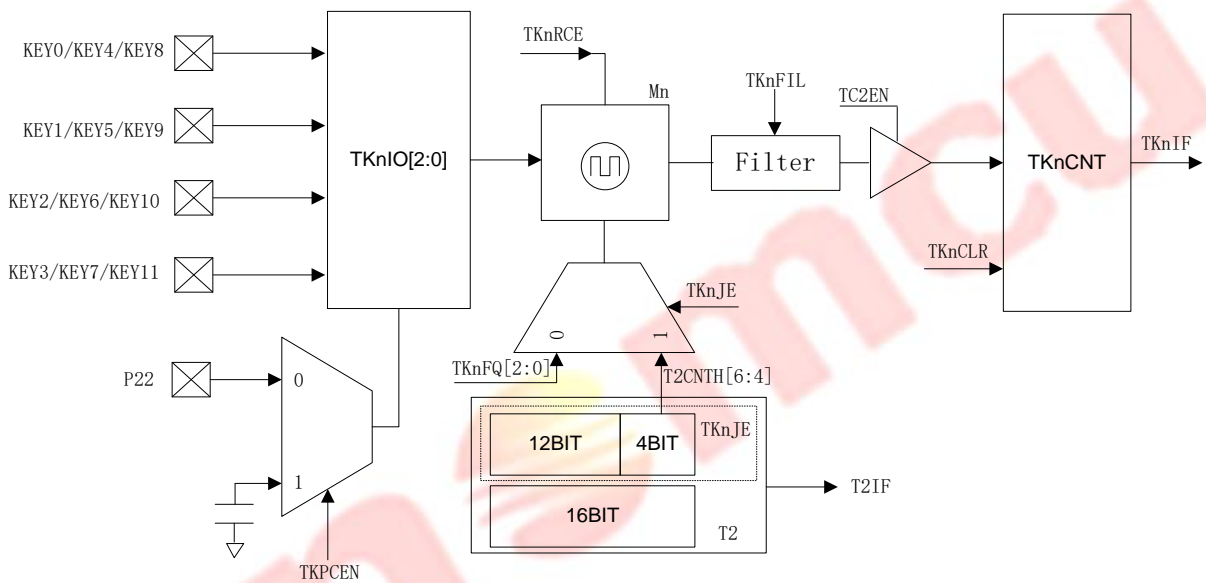 KEY0/KEY4/KEY8
KEY1/KEY5/KEY9
KEY2/KEY6/KEY10
KEY3/KEY7/KEY11
TKnIO[2:0]
TKnRCE
Mn
TKnFIL
Filter
TC2EN
TKnCNT
TKnIF
TKnCLR
TKnJE
0
1
TKnFQ[2:0]
T2CNTH[6:4]
P22
0
1
TKPCEN
12BIT
4BIT
TKnJE
16BIT
T2
T2IF
mcu